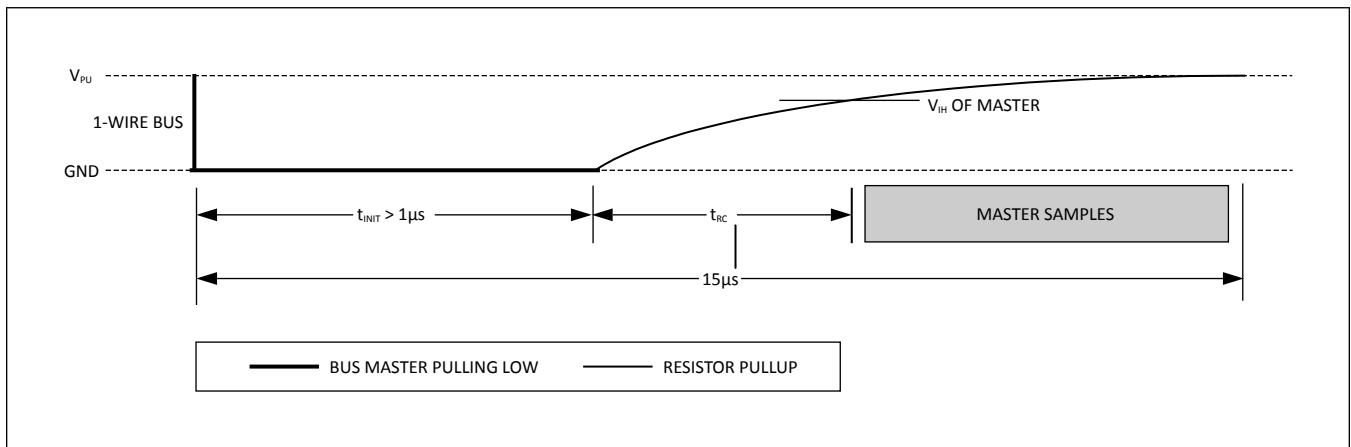 V_PU
1-WIRE BUS
V_IH OF MASTER
GND
t_INIT > 1µs
t_RC
MASTER SAMPLES
15µs
BUS MASTER PULLING LOW
RESISTOR PULLUP